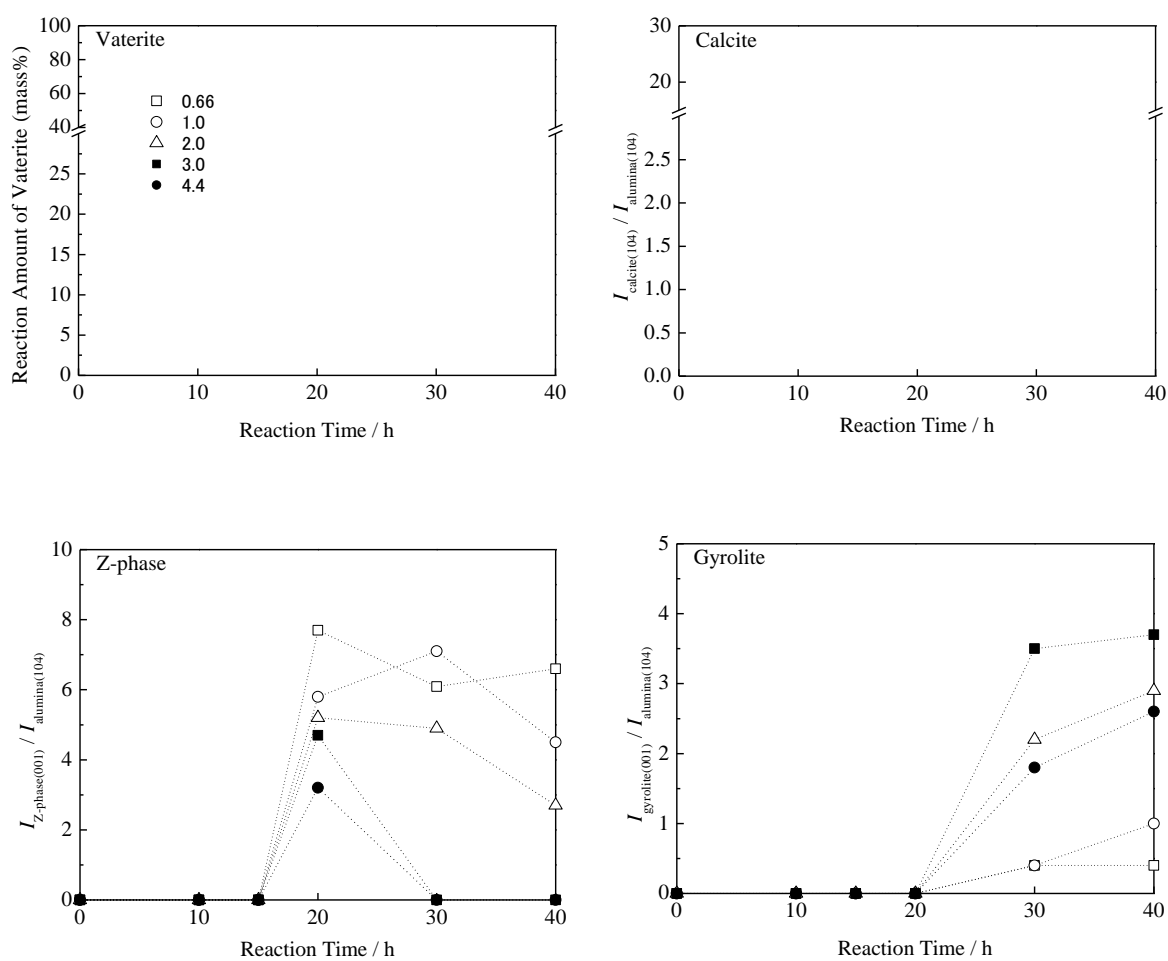 Vaterite
Reaction Amount of Vaterite (mass%)
100
90
80
70
60
50
40
25
20
15
10
5
0
0 10 20 30 40
Reaction Time / h
0.66
1.0
2.0
3.0
4.4
Calcite
I calcite(104) / I alumina(104)
30
20
2.5
2.0
1.5
1.0
0.5
0.0
0 10 20 30 40
Reaction Time / h
Z-phase
I Z-phase(001) / I alumina(104)
10
8
6
4
2
0
0 10 20 30 40
Reaction Time / h
Gyrolite
I gyrolite(001) / I alumina(104)
5
4
3
2
1
0
0 10 20 30 40
Reaction Time / h